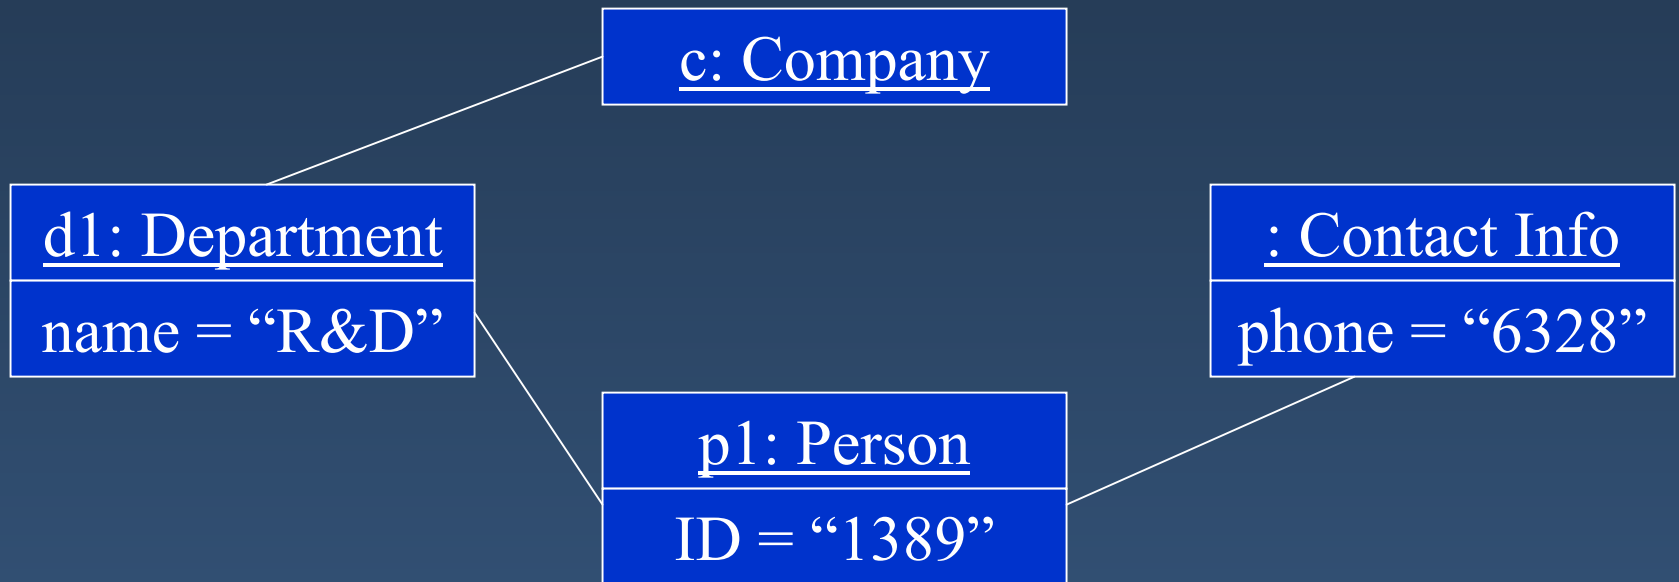 c: Company
d1: Department
name = “R&D”
: Contact Info
phone = “6328”
p1: Person
ID = “1389”